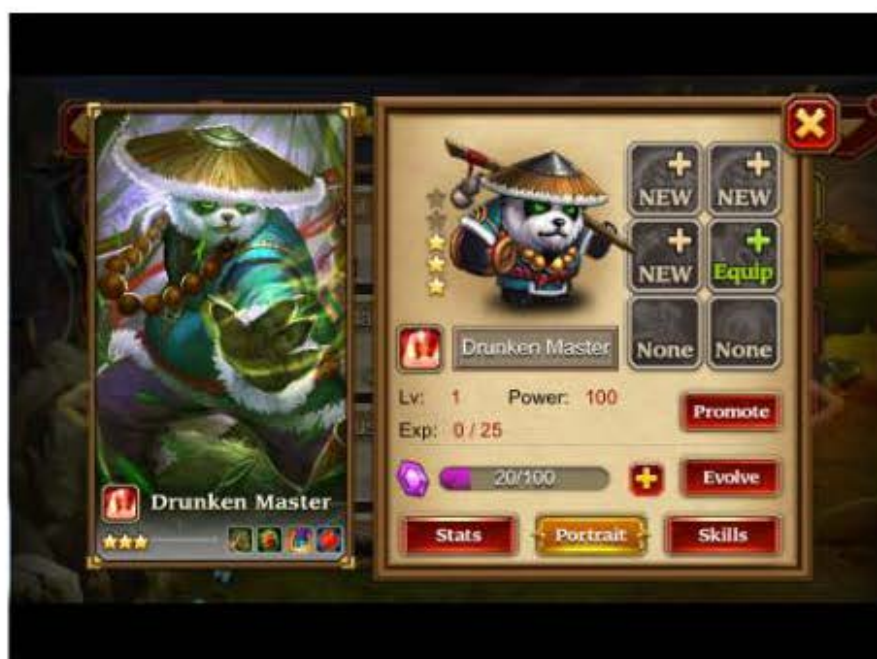 Drunken Master
NEW NEW
NEW Equip
None None
Drunken Master
Lv: 1 Power: 100
Exp: 0 / 25
Promote
20/100
Evolve
Stats Portrait Skills